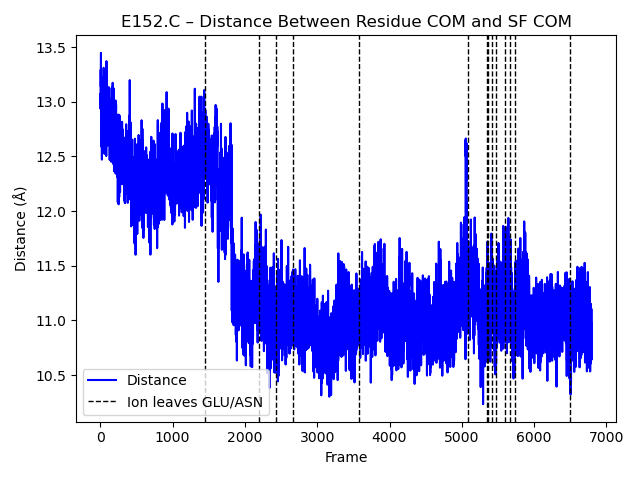 E152.C – Distance Between Residue COM and SF COM
Distance (Å)
13.5
13.0
12.5
12.0
11.5
11.0
10.5
Distance
Ion leaves GLU/ASN
0 1000 2000 3000 4000 5000 6000 7000
Frame